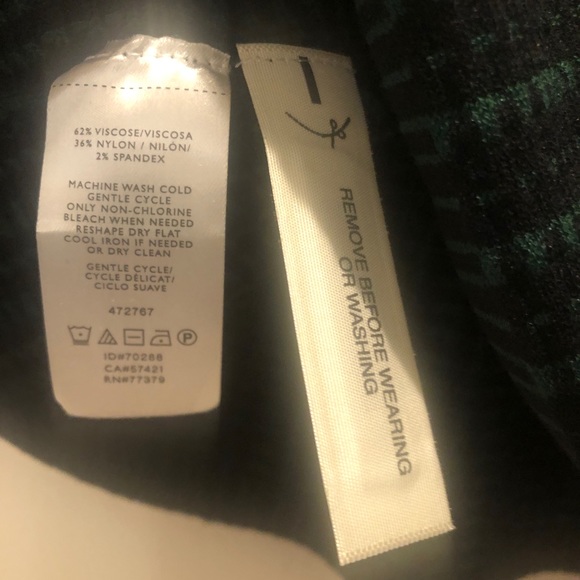 62% VISCOSE/VISCOSA
36% NYLON / NILÓN/
2% SPANDEX
MACHINE WASH COLD
GENTLE CYCLE
ONLY NON-CHLORINE
BLEACH WHEN NEEDED
RESHAPE DRY FLAT
COOL IRON IF NEEDED
OR DRY CLEAN
GENTLE CYCLE/
CYCLE DÉLICAT/
CICLO SUAVE
472767
P
ID#70288
CA#57421
RN#77379
REMOVE BEFORE WEARING
OR WASHING